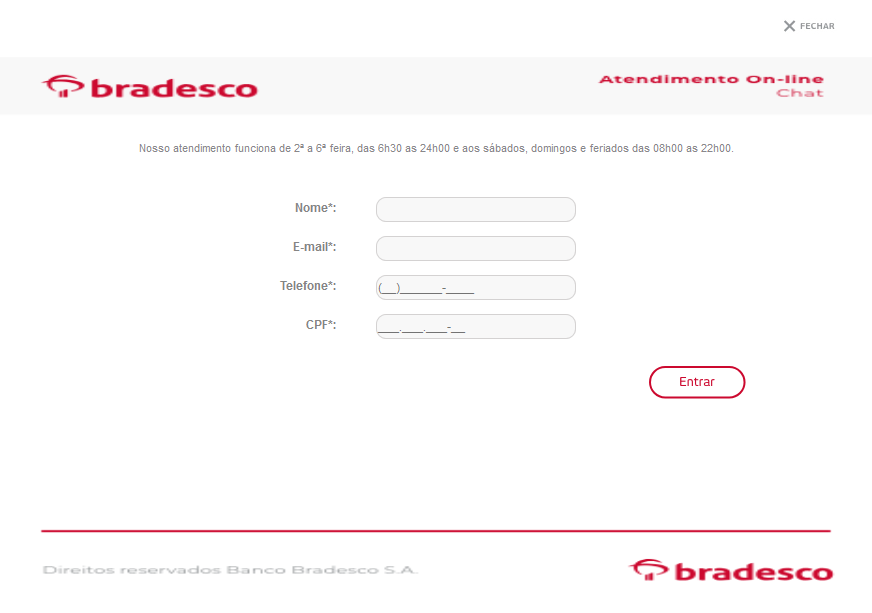 FECHAR
bradesco
Atendimento On-line
Chat
Nosso atendimento funciona de 2ª a 6ª feira, das 6h30 as 24h00 e aos sábados, domingos e feriados das 08h00 as 22h00.
Nome*:
E-mail*:
Telefone*: (__)______-____
CPF*: ___.___.___-__
Entrar
Direitos reservados Banco Bradesco S.A.
bradesco